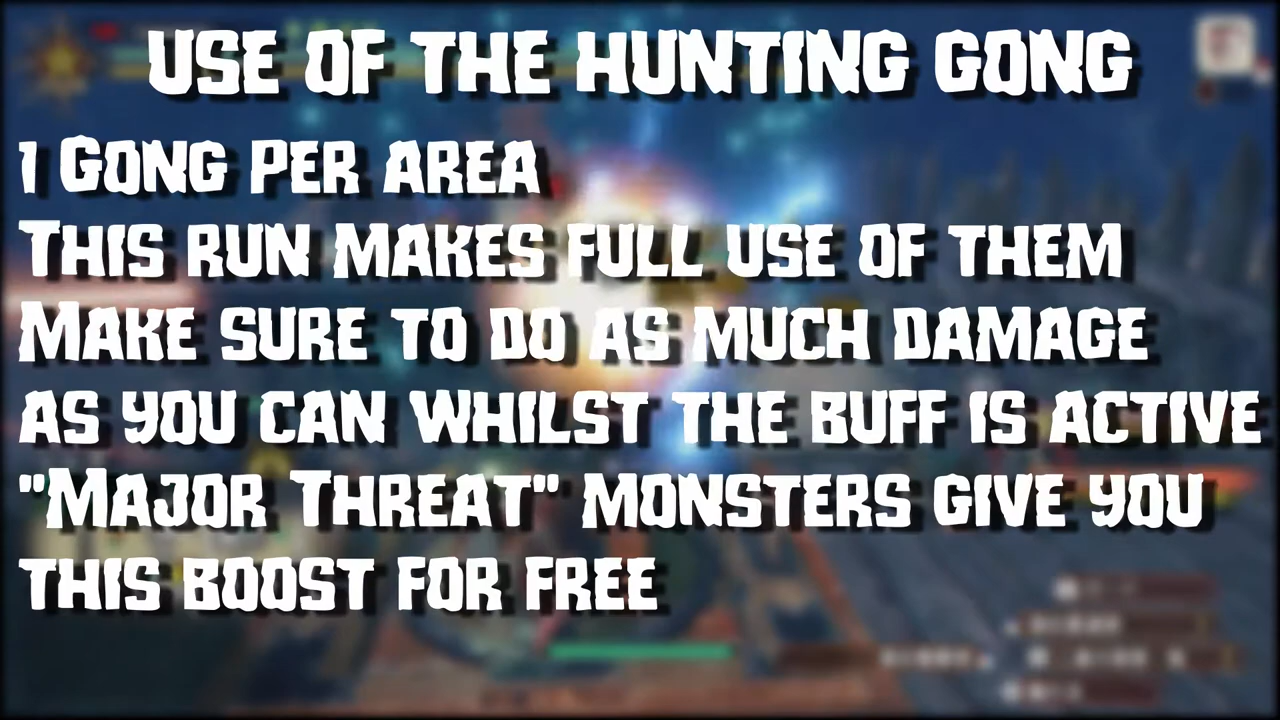 USE OF THE HUNTING GONG
1 GONG PER AREA
THIS RUN MAKES FULL USE OF THEM
MAKE SURE TO DO AS MUCH DAMAGE
AS YOU CAN WHILST THE BUFF IS ACTIVE
"MAJOR THREAT" MONSTERS GIVE YOU
THIS BOOST FOR FREE